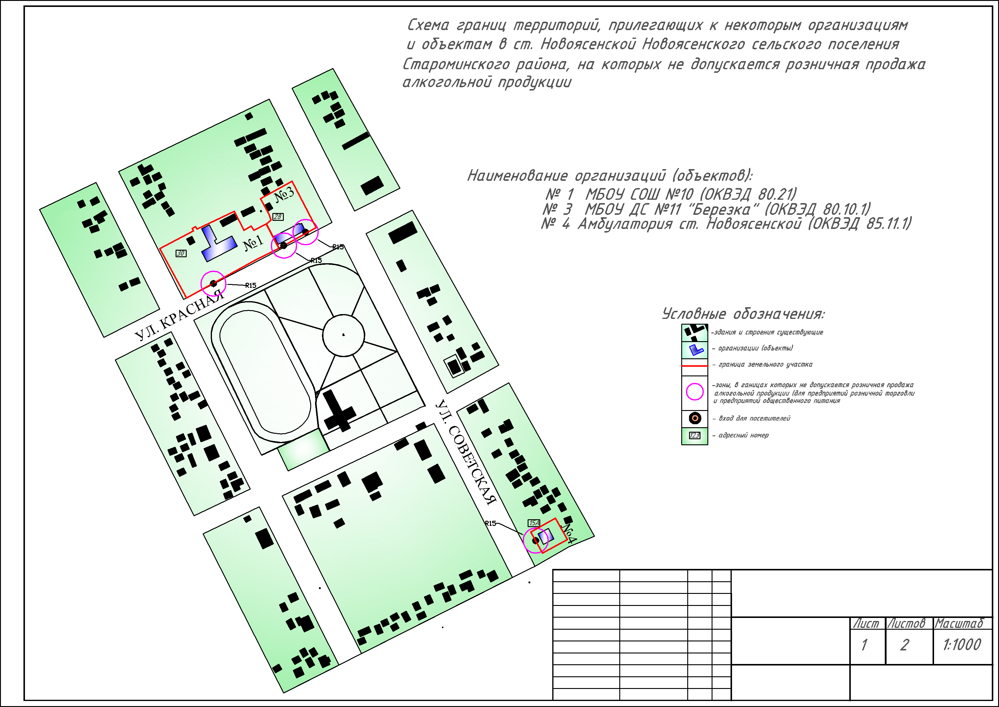 Схема границ территорий, прилегающих к некоторым организациям
и объектам в ст. Новоясенской Новоясенского сельского поселения
Староминского района, на которых не допускается розничная продажа
алкогольной продукции
Наименование организаций (объектов):
№ 1 МБОУ СОШ №10 (ОКВЭД 80.21)
№ 3 МБОУ ДС №11 "Березка" (ОКВЭД 80.10.1)
№ 4 Амбулатория ст. Новоясенской (ОКВЭД 85.11.1)
№3
28
№1
30
R15
R15
R15
УЛ. КРАСНАЯ
Условные обозначения:
-здания и строения существующие
- организации (объекты)
- граница земельного участка
-зоны, в ганицах которых не допускается розничная продажа
алкогольной продукции (для предприятий розничной торговли
и предприятий общественного питания
- вход для посетителей
123
- адресный номер
УЛ. СОВЕТСКАЯ
R15
15А
№4
Лист Листов Масштаб
1 2 1:1000